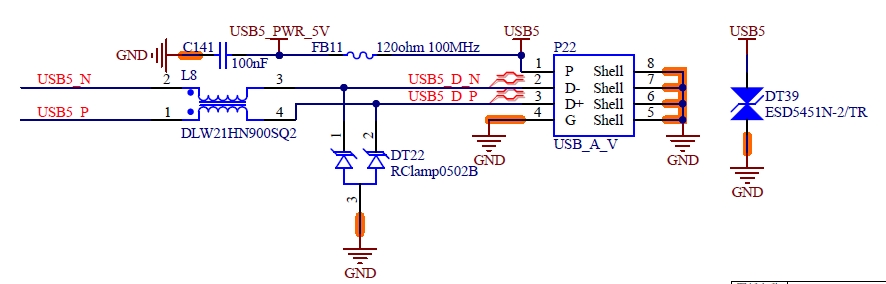 USB5_PWR_5V
USB5
USB5
C141
GND
100nF
FB11
120ohm 100MHz
P22
USB5_N
2
L8
3
USB5_D_N
1
P
Shell
8
2
D-
Shell
7
USB5_P
1
4
USB5_D_P
3
D+
Shell
6
4
G
Shell
5
DLW21HN900SQ2
GND
USB_A_V
GND
DT39
ESD5451N-2/TR
GND
1
2
DT22
RClamp0502B
3
GND